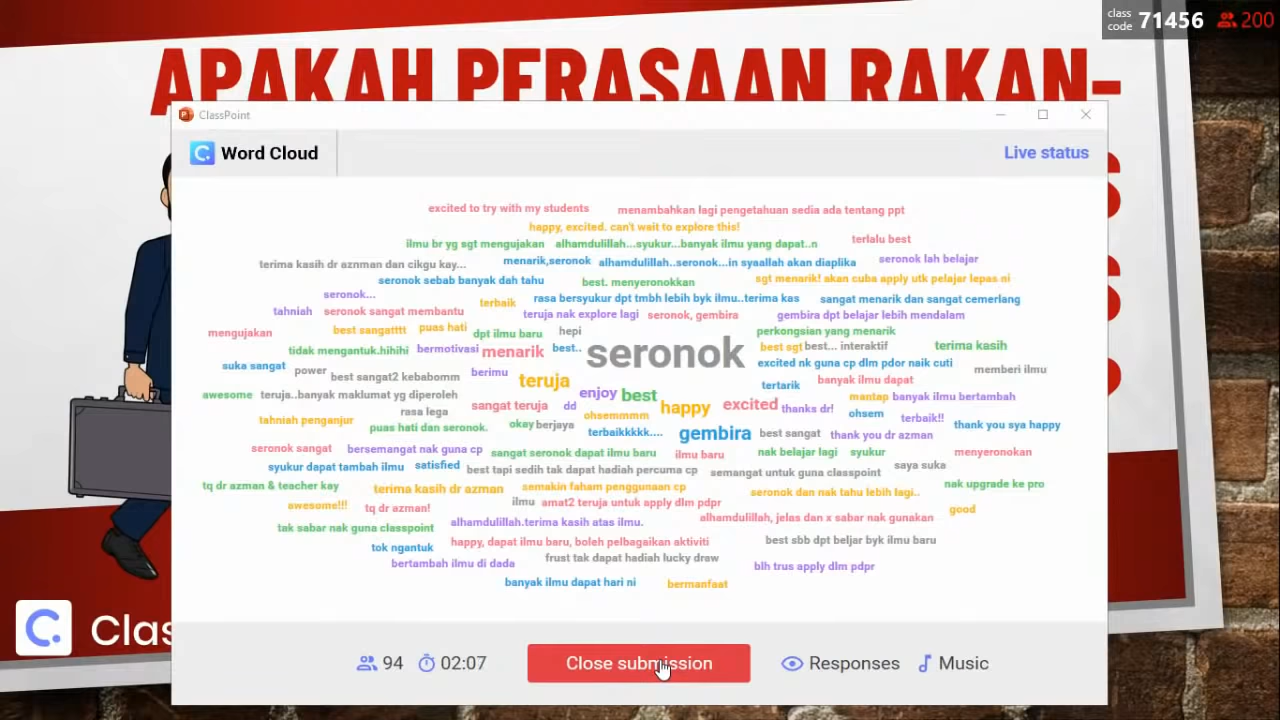 class code 71456 200
APAKAH PERASAAN RAKAN-
ClassPoint
Word Cloud
Live status
excited to try with my students
menambahkan lagi pengetahuan sedia ada tentang ppt
happy, excited. can't wait to explore this!
ilmu br yg sgt mengujakan
alhamdulillah...syukur...banyak ilmu yang dapat..n
terlalu best
terima kasih dr aznman dan cikgu kay...
menarik,seronok
alhamdulillah..seronok...in syaallah akan diaplika
seronok lah belajar
seronok sebab banyak dah tahu
best. menyeronokkan
sgt menarik! akan cuba apply utk pelajar lepas ni
seronok...
terbaik
rasa bersyukur dpt tmbh lebih byk ilmu..terima kas
sangat menarik dan sangat cemerlang
tahniah
seronok sangat membantu
teruja nak explore lagi
seronok, gembira
gembira dpt belajar lebih mendalam
mengujakan
best sangatttt
puas hati
dpt ilmu baru
hepi
perkongsian yang menarik
tidak mengantuk.hihihi
bermotivasi
menarik
best..
seronok
best sgt
best... interaktif
terima kasih
suka sangat
power
best sangat2 kebabomm
berimu
teruja
excited nk guna cp dlm pdor naik cuti
memberi ilmu
awesome
teruja..banyak maklumat yg diperoleh
enjoy
best
tertarik
banyak ilmu dapat
mantap
banyak ilmu bertambah
rasa lega
sangat teruja
dd
happy
excited
thanks dr!
ohsem
terbaik!!
tahniah penganjur
puas hati dan seronok.
okay
berjaya
ohsemmmm
terbaikkkkk....
gembira
best sangat
thank you dr azman
thank you sya happy
seronok sangat
bersemangat nak guna cp
sangat seronok dapat ilmu baru
ilmu baru
nak belajar lagi
syukur
menyeronokan
syukur dapat tambah ilmu
satisfied
best tapi sedih tak dapat hadiah percuma cp
semangat untuk guna classpoint
saya suka
tq dr azman & teacher kay
terima kasih dr azman
semakin faham penggunaan cp
seronok dan nak tahu lebih lagi..
nak upgrade ke pro
awesome!!!
tq dr azman!
ilmu
amat2 teruja untuk apply dlm pdpr
good
tak sabar nak guna classpoint
alhamdulillah.terima kasih atas ilmu.
alhamdulillah, jelas dan x sabar nak gunakan
tok ngantuk
happy, dapat ilmu baru, boleh pelbagaikan aktiviti
best sbb dpt beljar byk ilmu baru
bertambah ilmu di dada
frust tak dapat hadiah lucky draw
blh trus apply dlm pdpr
banyak ilmu dapat hari ni
bermanfaat
Clas
94 02:07 Close submission Responses Music